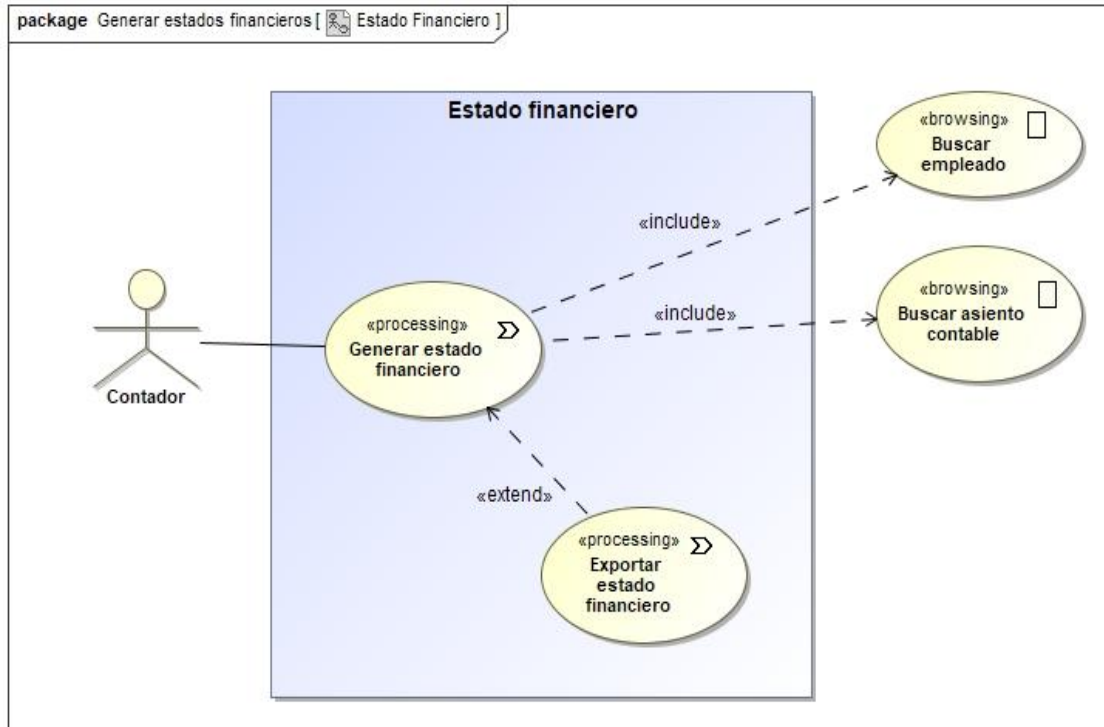 package Generar estados financieros [ Estado Financiero ]
Estado financiero
«browsing»
Buscar
empleado
«include»
«browsing»
Buscar asiento
contable
«include»
«processing»
Generar estado
financiero
Contador
«extend»
«processing»
Exportar
estado
financiero